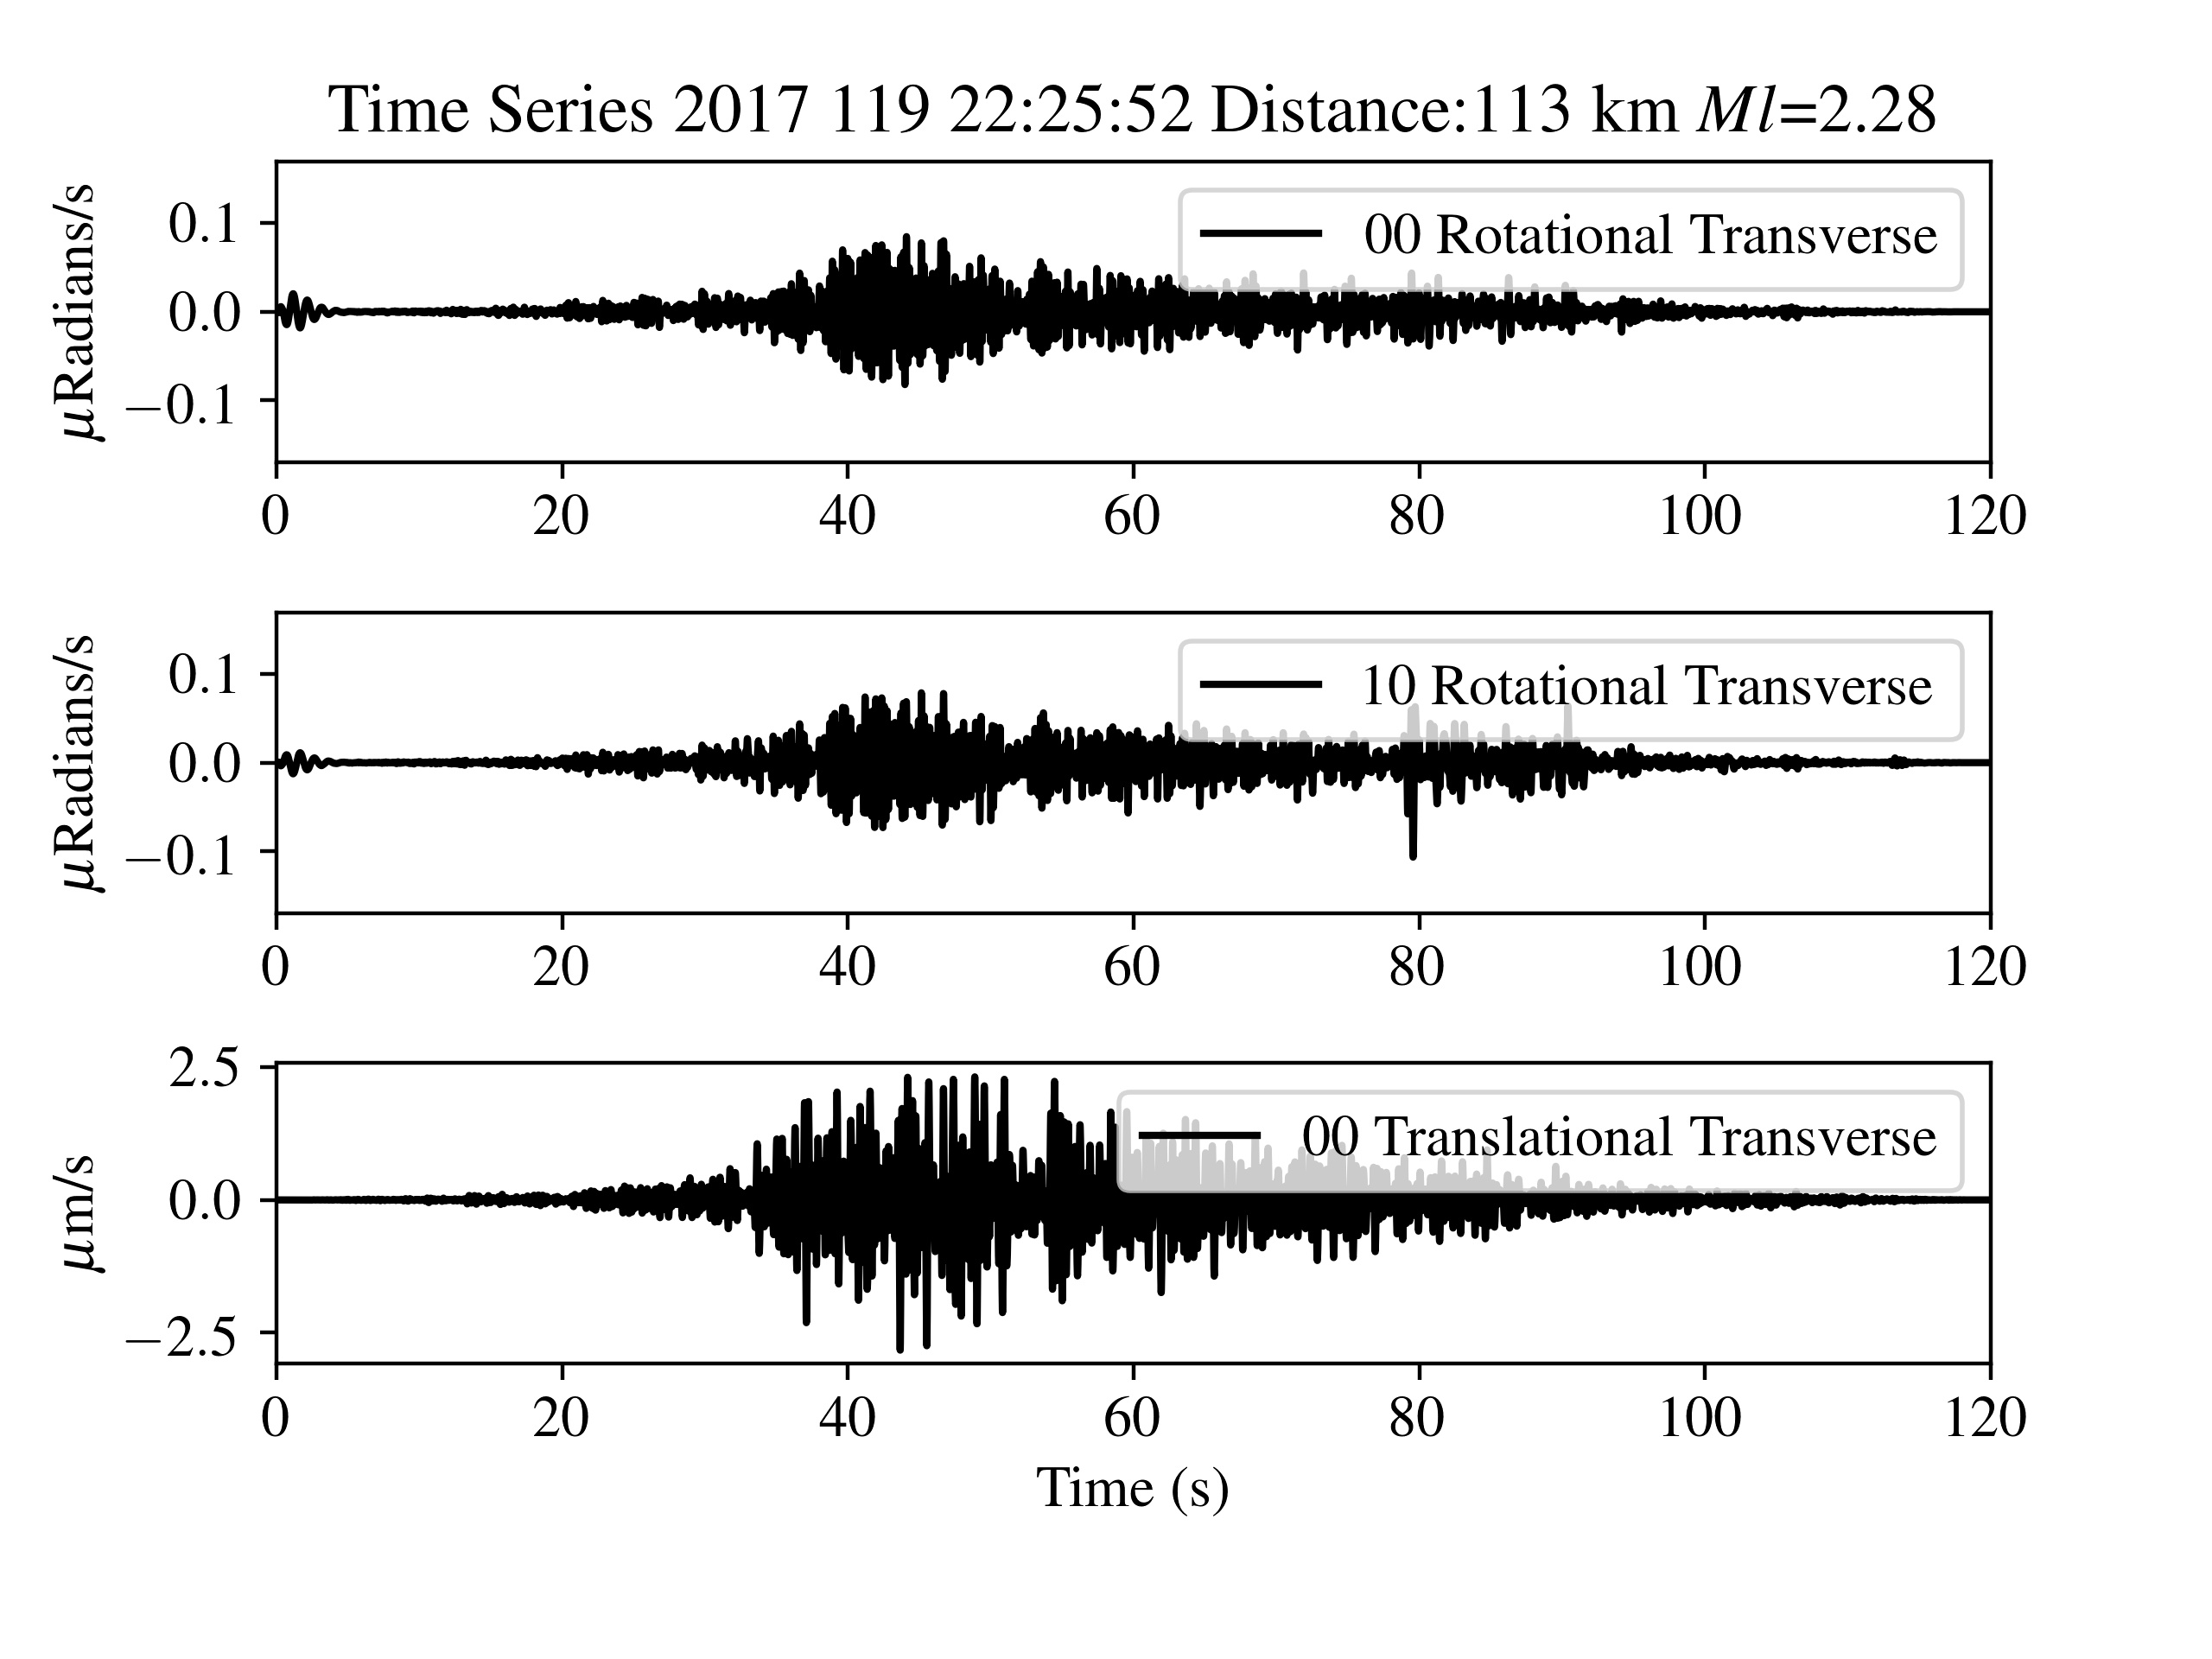 Time Series 2017 119 22:25:52 Distance:113 km Ml=2.28
μRadians/s
0.1
0.0
−0.1
00 Rotational Transverse
0 20 40 60 80 100 120
μRadians/s
0.1
0.0
−0.1
10 Rotational Transverse
0 20 40 60 80 100 120
μm/s
2.5
0.0
−2.5
00 Translational Transverse
0 20 40 60 80 100 120
Time (s)